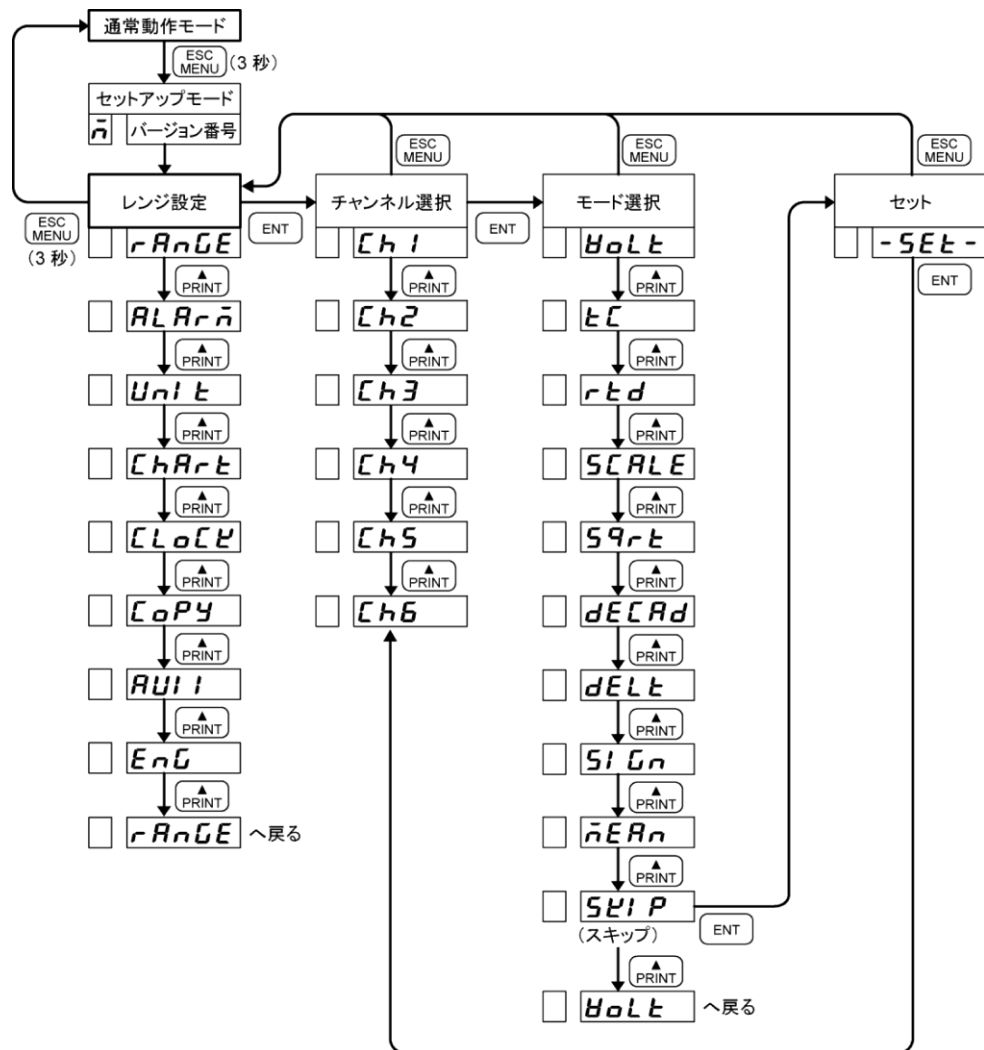 通常動作モード
ESC
MENU
(3 秒)
セットアップモード
バージョン番号
レンジ設定
ESC
MENU
(3 秒)
ENT
rAnGE
▲
PRINT
ALArm
▲
PRINT
UnIt
▲
PRINT
ChArt
▲
PRINT
CLoCK
▲
PRINT
CoPY
▲
PRINT
▲
PRINT
EnG
▲
PRINT
rAnGE へ戻る
ESC
MENU
チャンネル選択
ENT
Ch1
▲
PRINT
Ch2
▲
PRINT
Ch3
▲
PRINT
Ch4
▲
PRINT
Ch5
▲
PRINT
Ch6
ESC
MENU
モード選択
VoLt
▲
PRINT
tC
▲
PRINT
rtd
▲
PRINT
SCALE
▲
PRINT
Sqrt
▲
PRINT
dECAd
▲
PRINT
dELt
▲
PRINT
SIGn
▲
PRINT
mEAn
▲
PRINT
SKIP
(スキップ)
ENT
▲
PRINT
VoLt へ戻る
ESC
MENU
セット
-SEt-
ENT